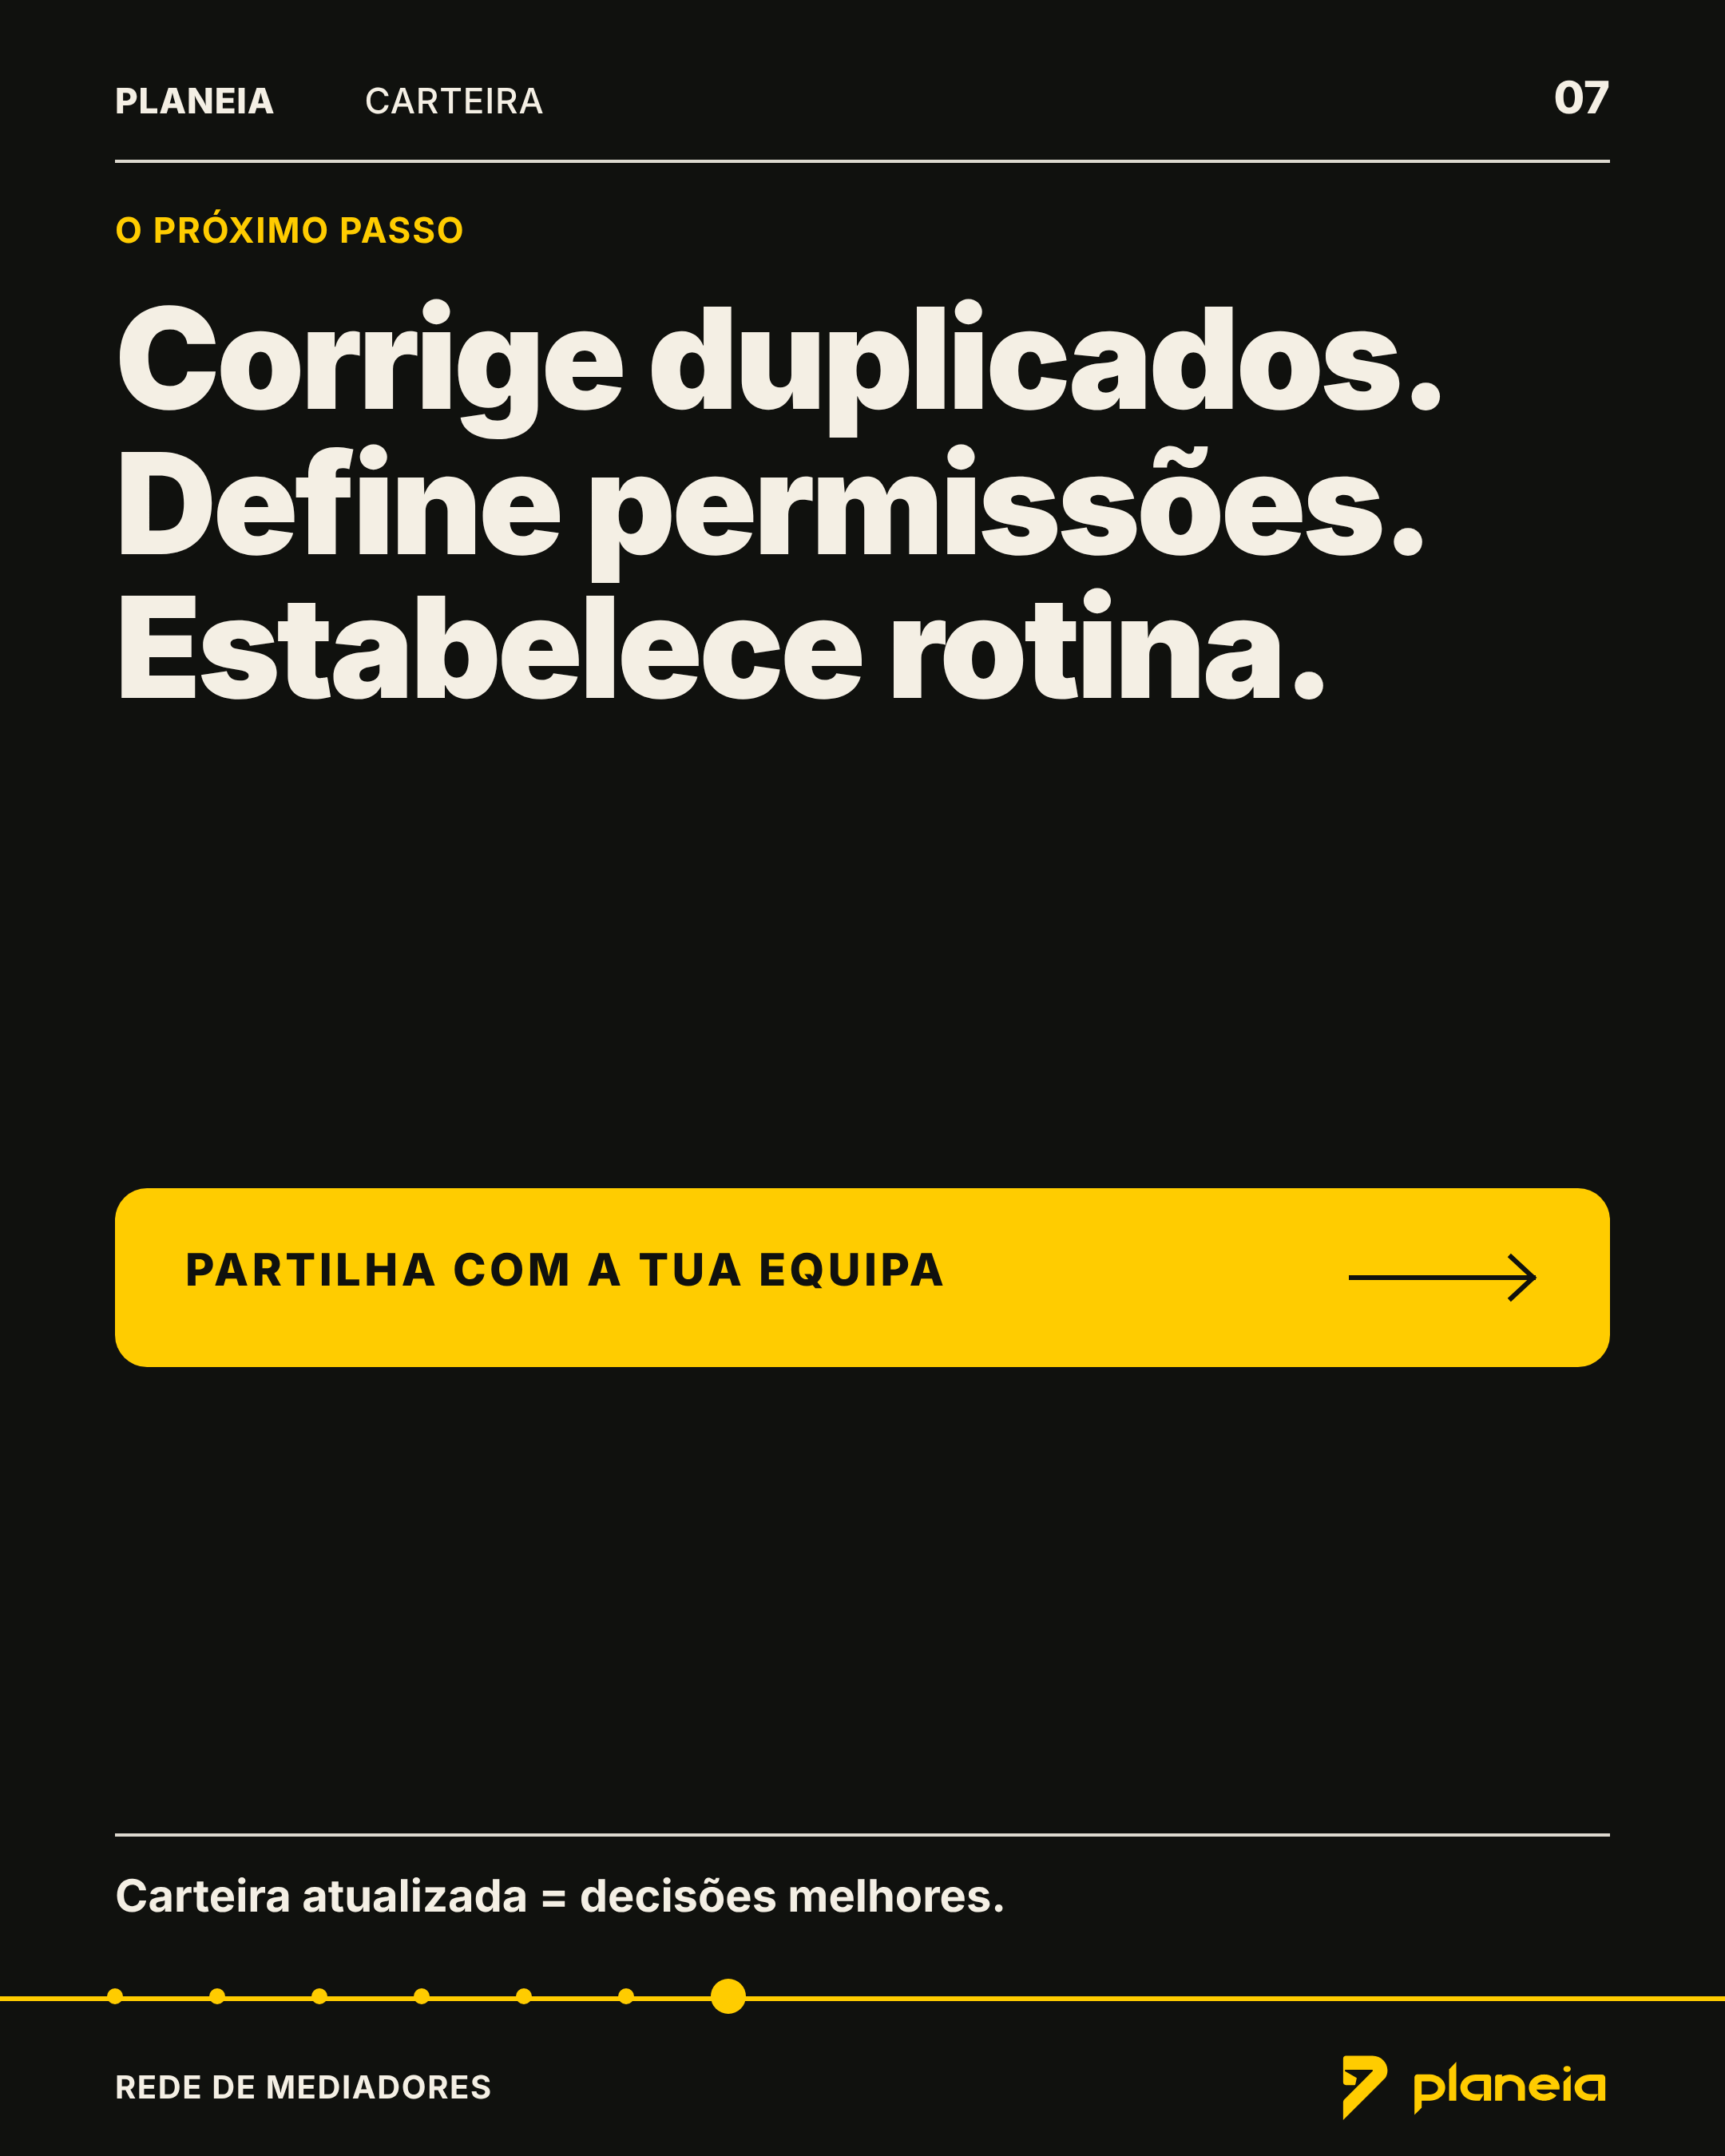 PLANEIA CARTEIRA 07
O PRÓXIMO PASSO
Corrige duplicados.
Define permissões.
Estabelece rotina.
PARTILHA COM A TUA EQUIPA
Carteira atualizada = decisões melhores.
REDE DE MEDIADORES planeia